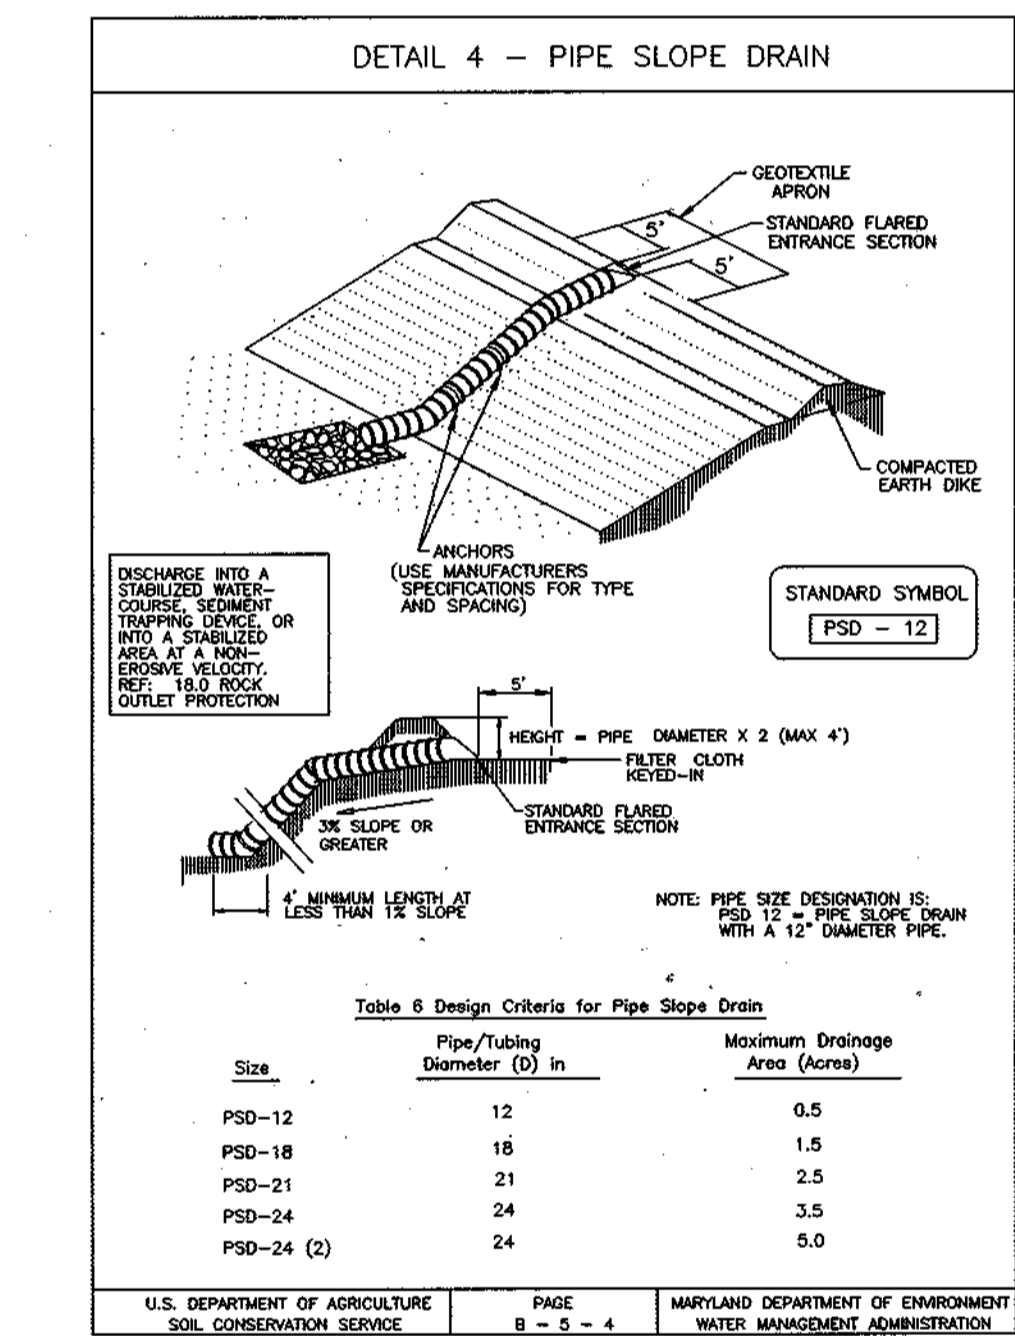 DETAIL 4 – PIPE SLOPE DRAIN
GEOTEXTILE
APRON
STANDARD FLARED
ENTRANCE SECTION
5'
5'
COMPACTED
EARTH DIKE
ANCHORS
(USE MANUFACTURERS
SPECIFICATIONS FOR TYPE
AND SPACING)
DISCHARGE INTO A
STABILIZED WATER-
COURSE, SEDIMENT
TRAPPING DEVICE, OR
INTO A STABILIZED
AREA AT A NON-
EROSIVE VELOCITY.
REF: 18.0 ROCK
OUTLET PROTECTION
STANDARD SYMBOL
PSD – 12
5'
HEIGHT = PIPE DIAMETER X 2 (MAX 4')
FILTER CLOTH
KEYED-IN
STANDARD FLARED
ENTRANCE SECTION
3% SLOPE OR
GREATER
4' MINIMUM LENGTH AT
LESS THAN 1% SLOPE
NOTE: PIPE SIZE DESIGNATION IS:
PSD 12 = PIPE SLOPE DRAIN
WITH A 12" DIAMETER PIPE.
Table 6 Design Criteria for Pipe Slope Drain
Size Pipe/Tubing Diameter (D) in Maximum Drainage Area (Acres)
PSD-12 12 0.5
PSD-18 18 1.5
PSD-21 21 2.5
PSD-24 24 3.5
PSD-24 (2) 24 5.0
U.S. DEPARTMENT OF AGRICULTURE
SOIL CONSERVATION SERVICE
PAGE
B – 5 – 4
MARYLAND DEPARTMENT OF ENVIRONMENT
WATER MANAGEMENT ADMINISTRATION